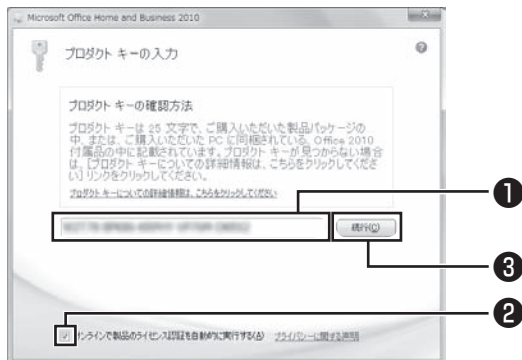 Microsoft Office Home and Business 2010
プロダクト キーの入力
プロダクト キーの確認方法
プロダクト キーは 25 文字で、ご購入いただいた製品パッケージの
中、または、ご購入いただいた PC に同梱されている、Office 2010
付属品の中に記載されています。プロダクト キーが見つからない場合
は、[プロダクト キーについての詳細情報は、こちらをクリックしてくださ
い] リンクをクリックしてください。
プロダクト キーについての詳細情報は、こちらをクリックしてください
❶
続行(C)
❸
❷
オンラインで製品のライセンス認証を自動的に実行する(A) プライバシーに関する声明